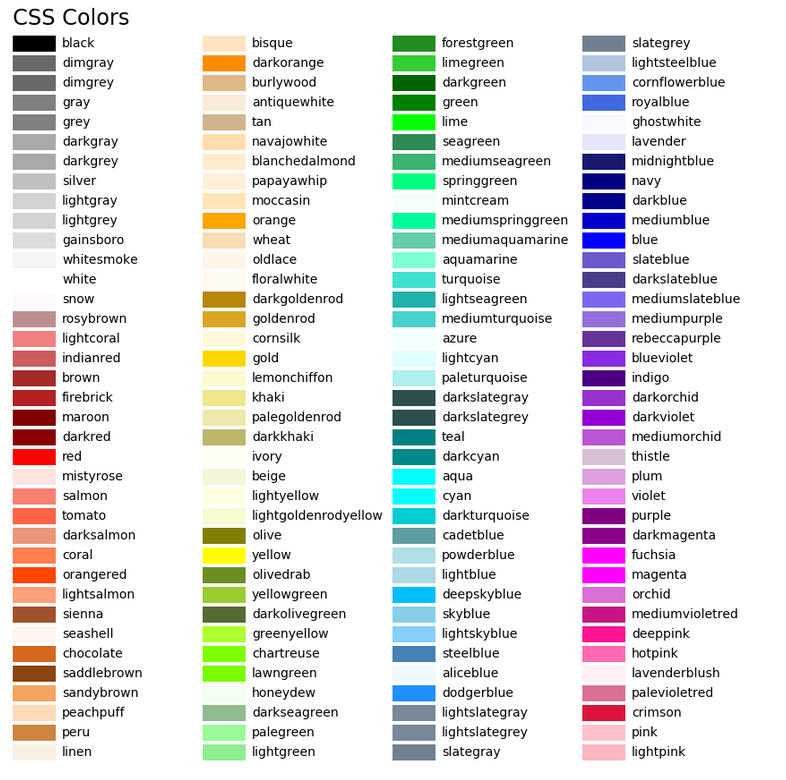 CSS Colors
black
dimgray
dimgrey
gray
grey
darkgray
darkgrey
silver
lightgray
lightgrey
gainsboro
whitesmoke
white
snow
rosybrown
lightcoral
indianred
brown
firebrick
maroon
darkred
red
mistyrose
salmon
tomato
darksalmon
coral
orangered
lightsalmon
sienna
seashell
chocolate
saddlebrown
sandybrown
peachpuff
peru
linen
bisque
darkorange
burlywood
antiquewhite
tan
navajowhite
blanchedalmond
papayawhip
moccasin
orange
wheat
oldlace
floralwhite
darkgoldenrod
goldenrod
cornsilk
gold
lemonchiffon
khaki
palegoldenrod
darkkhaki
ivory
beige
lightyellow
lightgoldenrodyellow
olive
yellow
olivedrab
yellowgreen
darkolivegreen
greenyellow
chartreuse
lawngreen
honeydew
darkseagreen
palegreen
lightgreen
forestgreen
limegreen
darkgreen
green
lime
seagreen
mediumseagreen
springgreen
mintcream
mediumspringgreen
mediumaquamarine
aquamarine
turquoise
lightseagreen
mediumturquoise
azure
lightcyan
paleturquoise
darkslategray
darkslategrey
teal
darkcyan
aqua
cyan
darkturquoise
cadetblue
powderblue
lightblue
deepskyblue
skyblue
lightskyblue
steelblue
aliceblue
dodgerblue
lightslategray
lightslategrey
slategray
slategrey
lightsteelblue
cornflowerblue
royalblue
ghostwhite
lavender
midnightblue
navy
darkblue
mediumblue
blue
slateblue
darkslateblue
mediumslateblue
mediumpurple
rebeccapurple
blueviolet
indigo
darkorchid
darkviolet
mediumorchid
thistle
plum
violet
purple
darkmagenta
fuchsia
magenta
orchid
mediumvioletred
deeppink
hotpink
lavenderblush
palevioletred
crimson
pink
lightpink